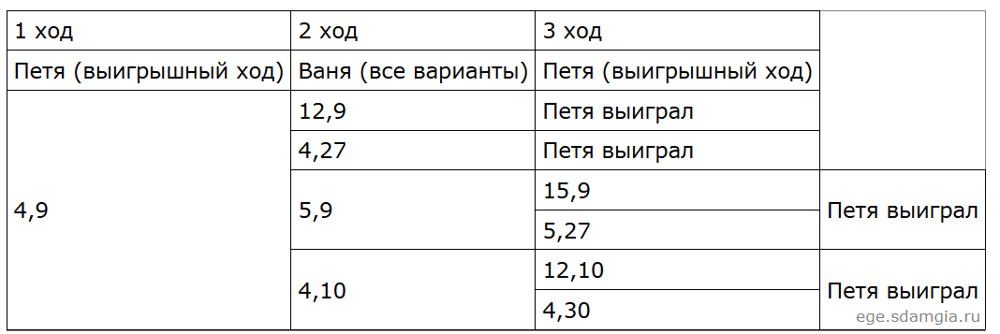 1 ход 2 ход 3 ход
Петя (выигрышный ход) Ваня (все варианты) Петя (выигрышный ход)
4,9
12,9 Петя выиграл
4,27 Петя выиграл
5,9
15,9
5,27
Петя выиграл
4,10
12,10
4,30
Петя выиграл
ege.sdamgia.ru